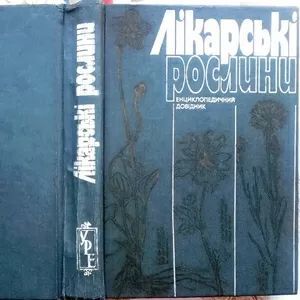 Лікарські
рослини
ЕНЦИКЛОПЕДИЧНИЙ
ДОВІДНИК
Лікарські рослини
УРЕ